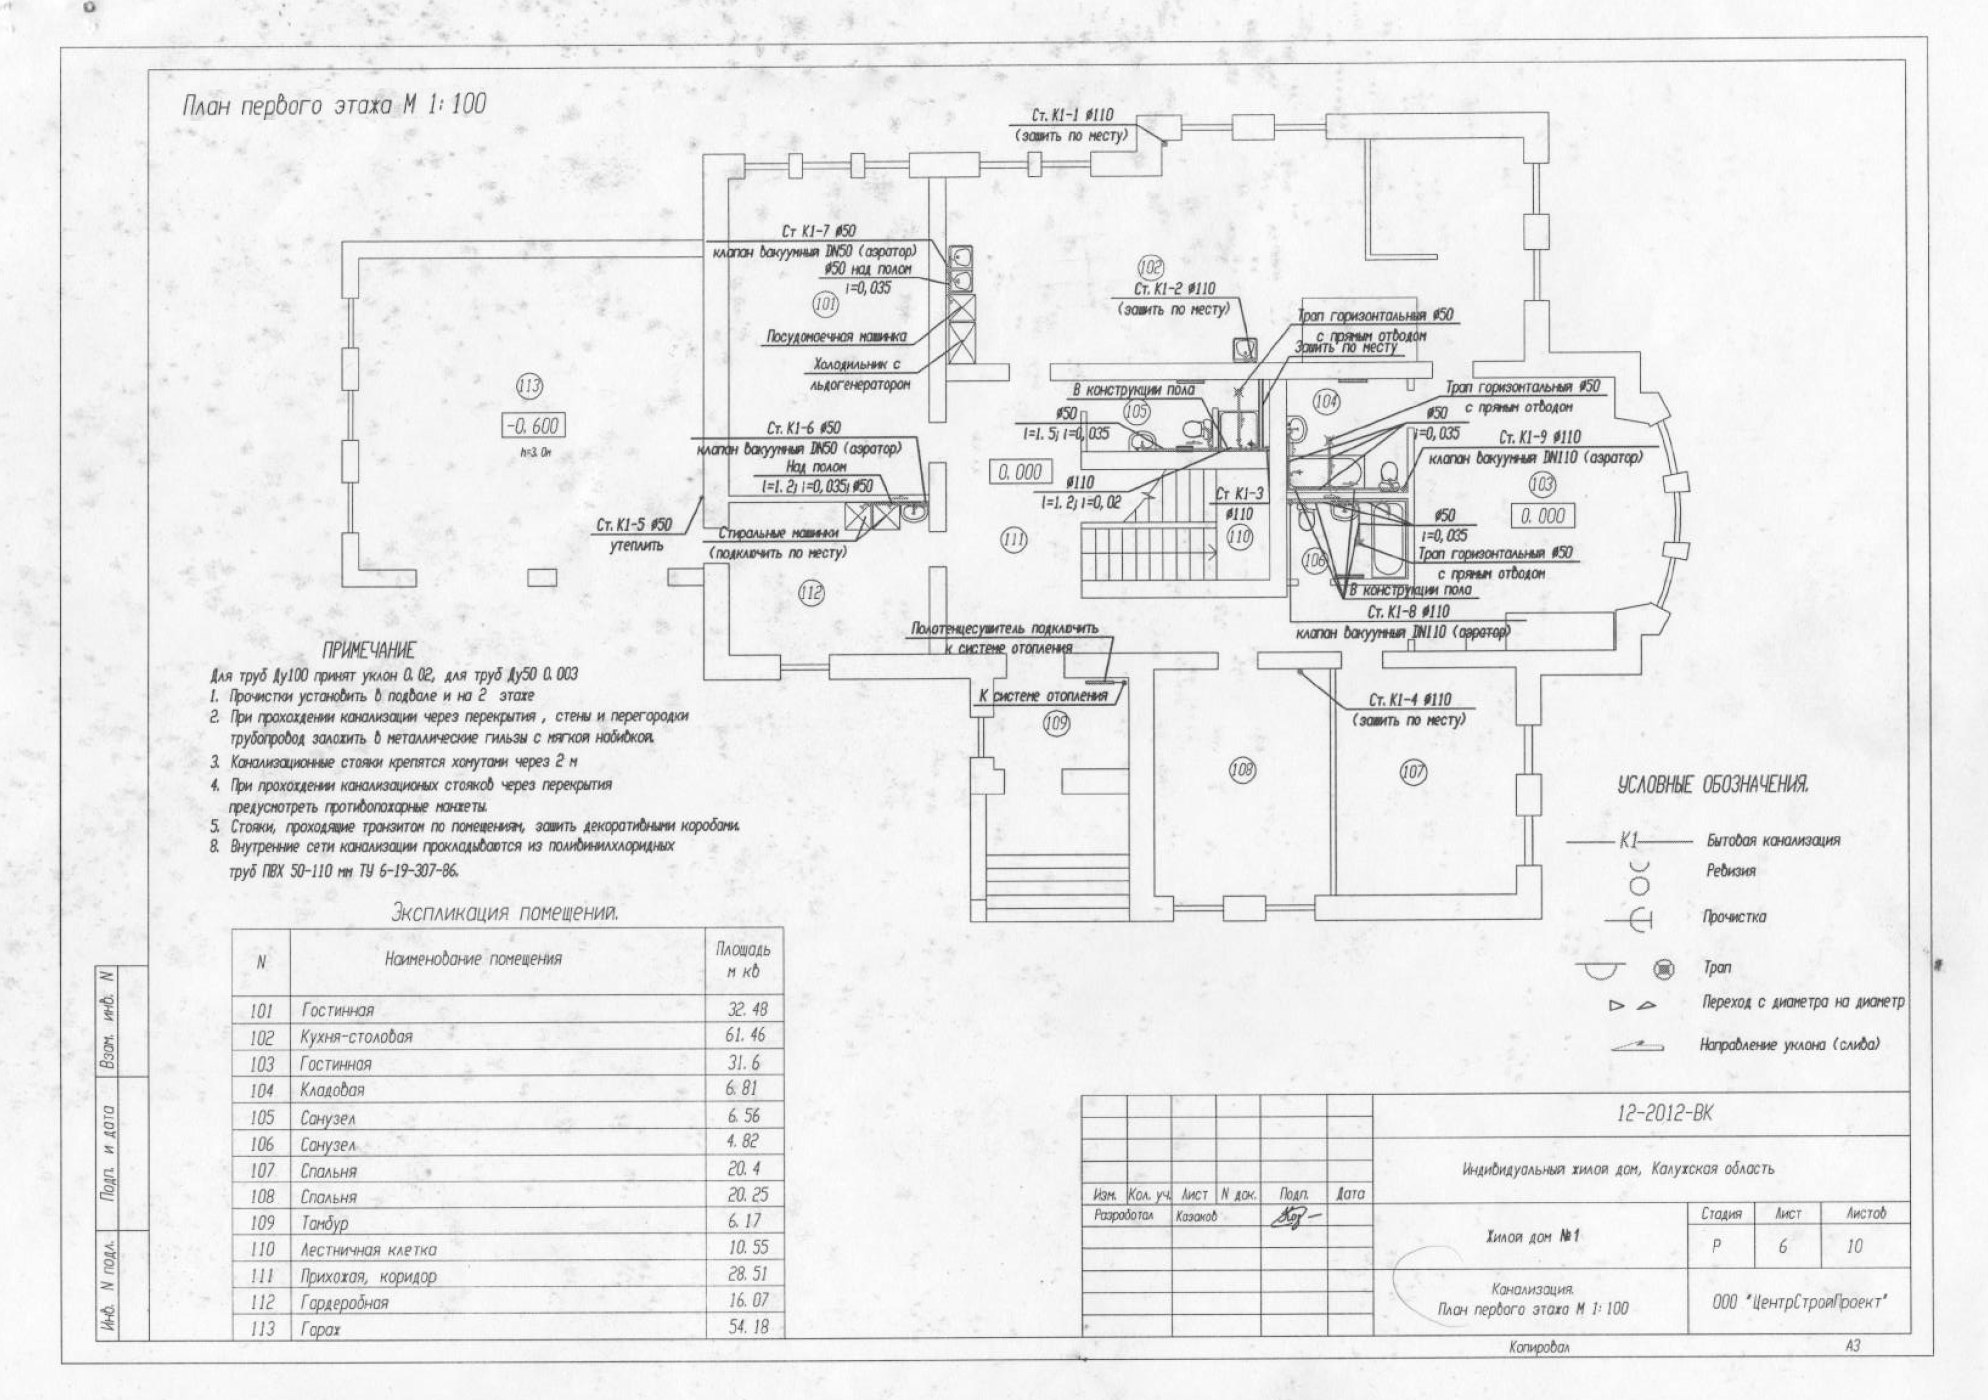 План первого этажа М 1:100
Ст. К1-1 ø110
(зашить по месту)
Ст К1-7 ø50
клапан вакуумный DN50 (аэратор)
ø50 над полом
i=0,035
101
Посудомоечная машинка
Холодильник с
льдогенератором
102
Ст. К1-2 ø110
(зашить по месту)
Трап горизонтальный ø50
с прямым отводом
Зашить по месту
113
-0.600
h=3.0м
В конструкции пола
105
ø50
l=1.5; i=0,035
104
Трап горизонтальный ø50
с прямым отводом
ø50
i=0,035
Ст. К1-9 ø110
клапан вакуумный DN110 (аэратор)
103
0.000
Ст. К1-6 ø50
клапан вакуумный DN50 (аэратор)
Над полом
l=1.2; i=0,035; ø50
0.000
ø110
l=1.2; i=0,02
Ст К1-3
ø110
Ст. К1-5 ø50
утеплить
Стиральные машинки
(подключить по месту)
111
110
106
ø50
i=0,035
Трап горизонтальный ø50
с прямым отводом
В конструкции пола
112
Ст. К1-8 ø110
клапан вакуумный DN110 (аэратор)
Полотенцесушитель подключить
к системе отопления
К системе отопления
109
Ст. К1-4 ø110
(зашить по месту)
108
107
ПРИМЕЧАНИЕ
Для труб Ду100 принят уклон 0.02, для труб Ду50 0.003
1. Прочистки установить в подвале и на 2 этаже
2. При прохождении канализации через перекрытия , стены и перегородки
трубопровод заложить в металлические гильзы с мягкой набивкой.
3. Канализационные стояки крепятся хомутами через 2 м
4. При прохождении канализационых стояков через перекрытия
предусмотреть противопожарные манжеты.
5. Стояки, проходящие транзитом по помещениям, зашить декоративными коробами.
8. Внутренние сети канализации прокладываются из поливинилхлоридных
труб ПВХ 50-110 мм ТУ 6-19-307-86.
УСЛОВНЫЕ ОБОЗНАЧЕНИЯ.
К1 Бытовая канализация
Ревизия
Прочистка
Трап
Переход с диаметра на диаметр
Направление уклона (слива)
Экспликация помещений.
N Наименование помещения Площадь
м кв
101 Гостинная 32.48
102 Кухня-столовая 61.46
103 Гостинная 31.6
104 Кладовая 6.81
105 Санузел 6.56
106 Санузел 4.82
107 Спальня 20.4
108 Спальня 20.25
109 Тамбур 6.17
110 Лестничная клетка 10.55
111 Прихожая, коридор 28.51
112 Гардеробная 16.07
113 Гараж 54.18
Взам. инв. N
Подп. и дата
Инв. N подл.
12-2012-ВК
Индивидуальный жилой дом, Калужская область
Изм. Кол. уч. Лист N док. Подп. Дата
Разработал Казаков
Жилой дом №1
Стадия Лист Листов
Р 6 10
Канализация.
План первого этажа М 1:100
ООО "ЦентрСтройПроект"
Копировал А3